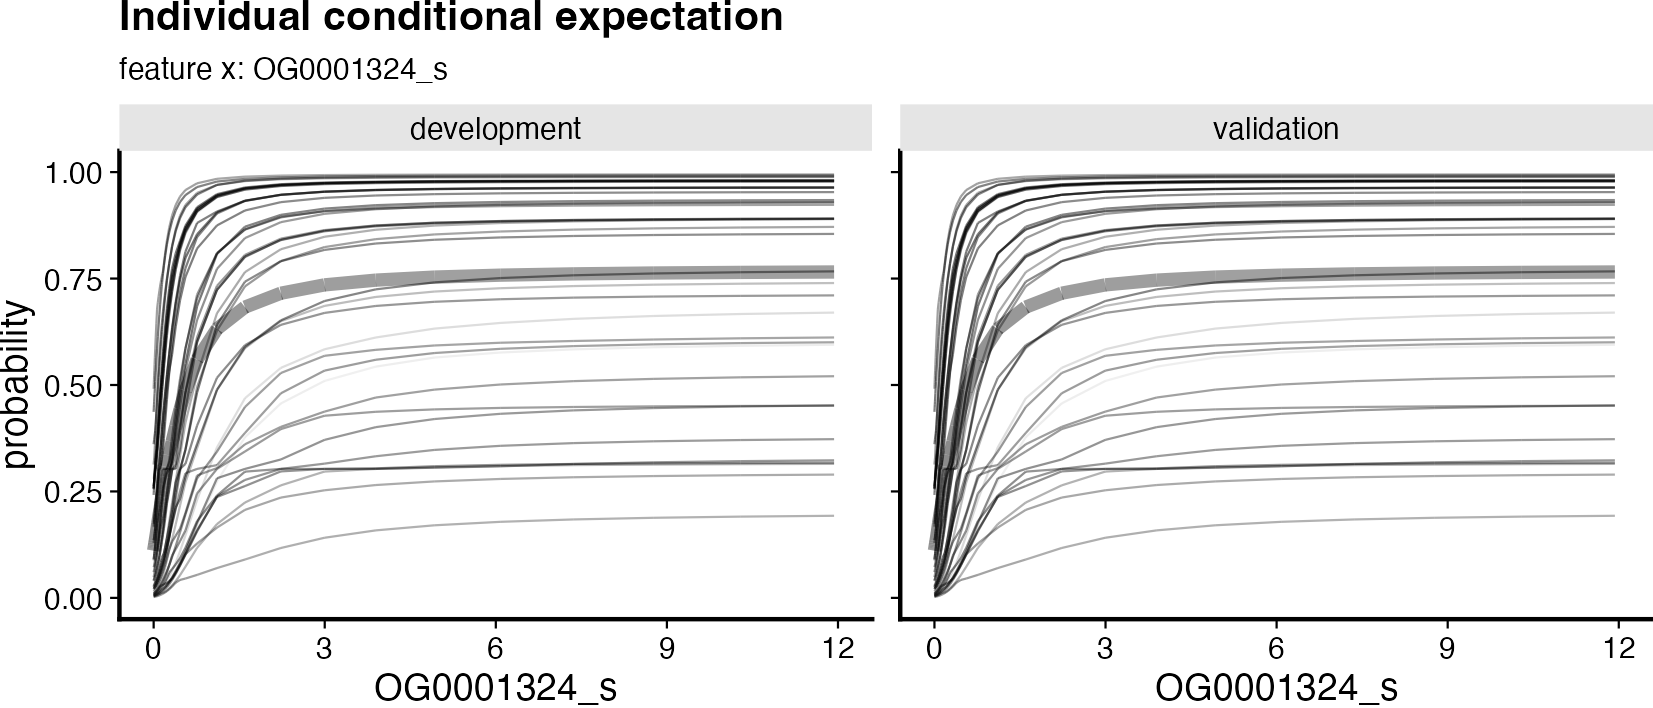 Individual conditional expectation
feature x: OG0001324_s
development
validation
probability
1.00
0.75
0.50
0.25
0.00
0 3 6 9 12
0 3 6 9 12
OG0001324_s
OG0001324_s